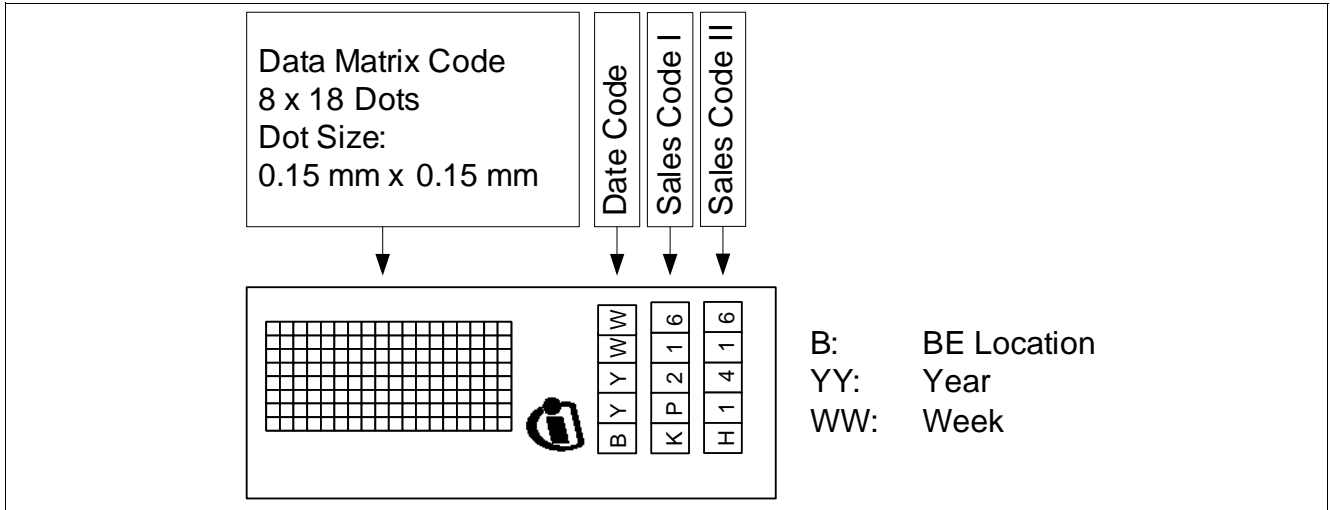 Data Matrix Code
8 x 18 Dots
Dot Size:
0.15 mm x 0.15 mm
Date Code
Sales Code I
Sales Code II
BYYWW
KP216
H1416
B: BE Location
YY: Year
WW: Week